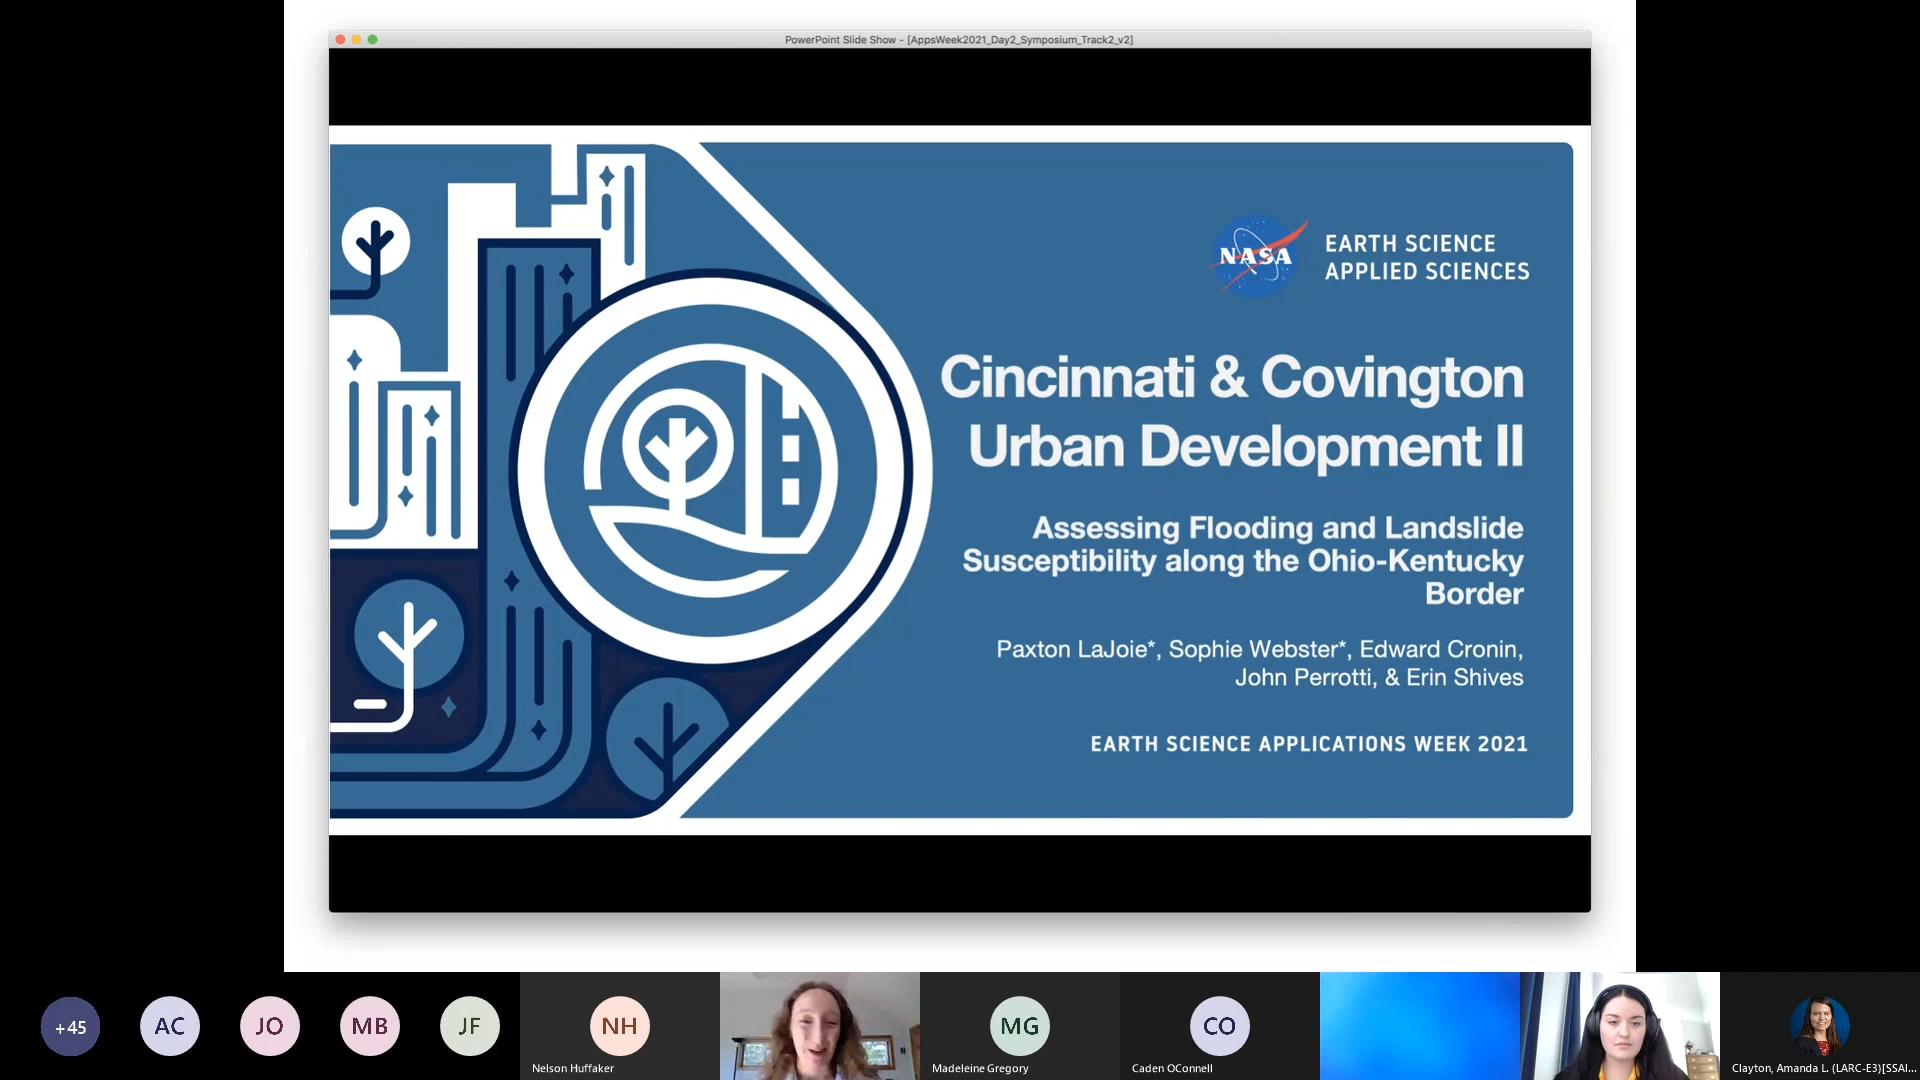 PowerPoint Slide Show - [AppsWeek2021_Day2_Symposium_Track2_v2]
NASA
EARTH SCIENCE
APPLIED SCIENCES
Cincinnati & Covington
Urban Development II
Assessing Flooding and Landslide
Susceptibility along the Ohio-Kentucky
Border
Paxton LaJoie*, Sophie Webster*, Edward Cronin,
John Perrotti, & Erin Shives
EARTH SCIENCE APPLICATIONS WEEK 2021
+45
AC
JO
MB
JF
NH
Nelson Huffaker
MG
Madeleine Gregory
CO
Caden OConnell
Clayton, Amanda L. (LARC-E3)[SSAI...